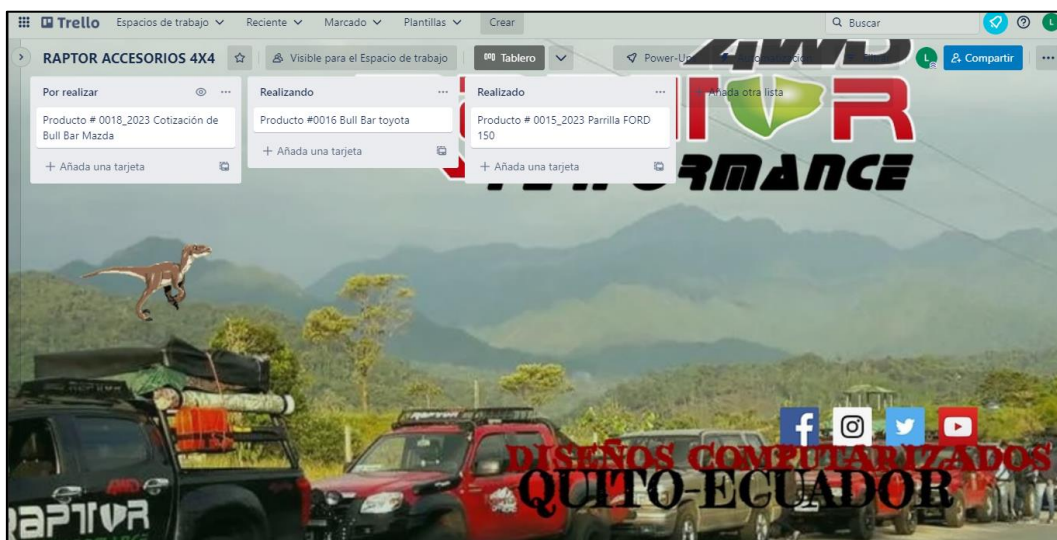 Trello Espacios de trabajo Reciente Marcado Plantillas Crear Buscar
RAPTOR ACCESORIOS 4X4 Visible para el Espacio de trabajo Tablero Power-Up L Compartir
Por realizar
Producto # 0018_2023 Cotización de
Bull Bar Mazda
+ Añada una tarjeta
Realizando
Producto #0016 Bull Bar toyota
+ Añada una tarjeta
Realizado
Producto # 0015_2023 Parrilla FORD
150
+ Añada una tarjeta
+ Añada otra lista
DISEÑOS COMPUTARIZADOS
QUITO-ECUADOR
RAPTOR